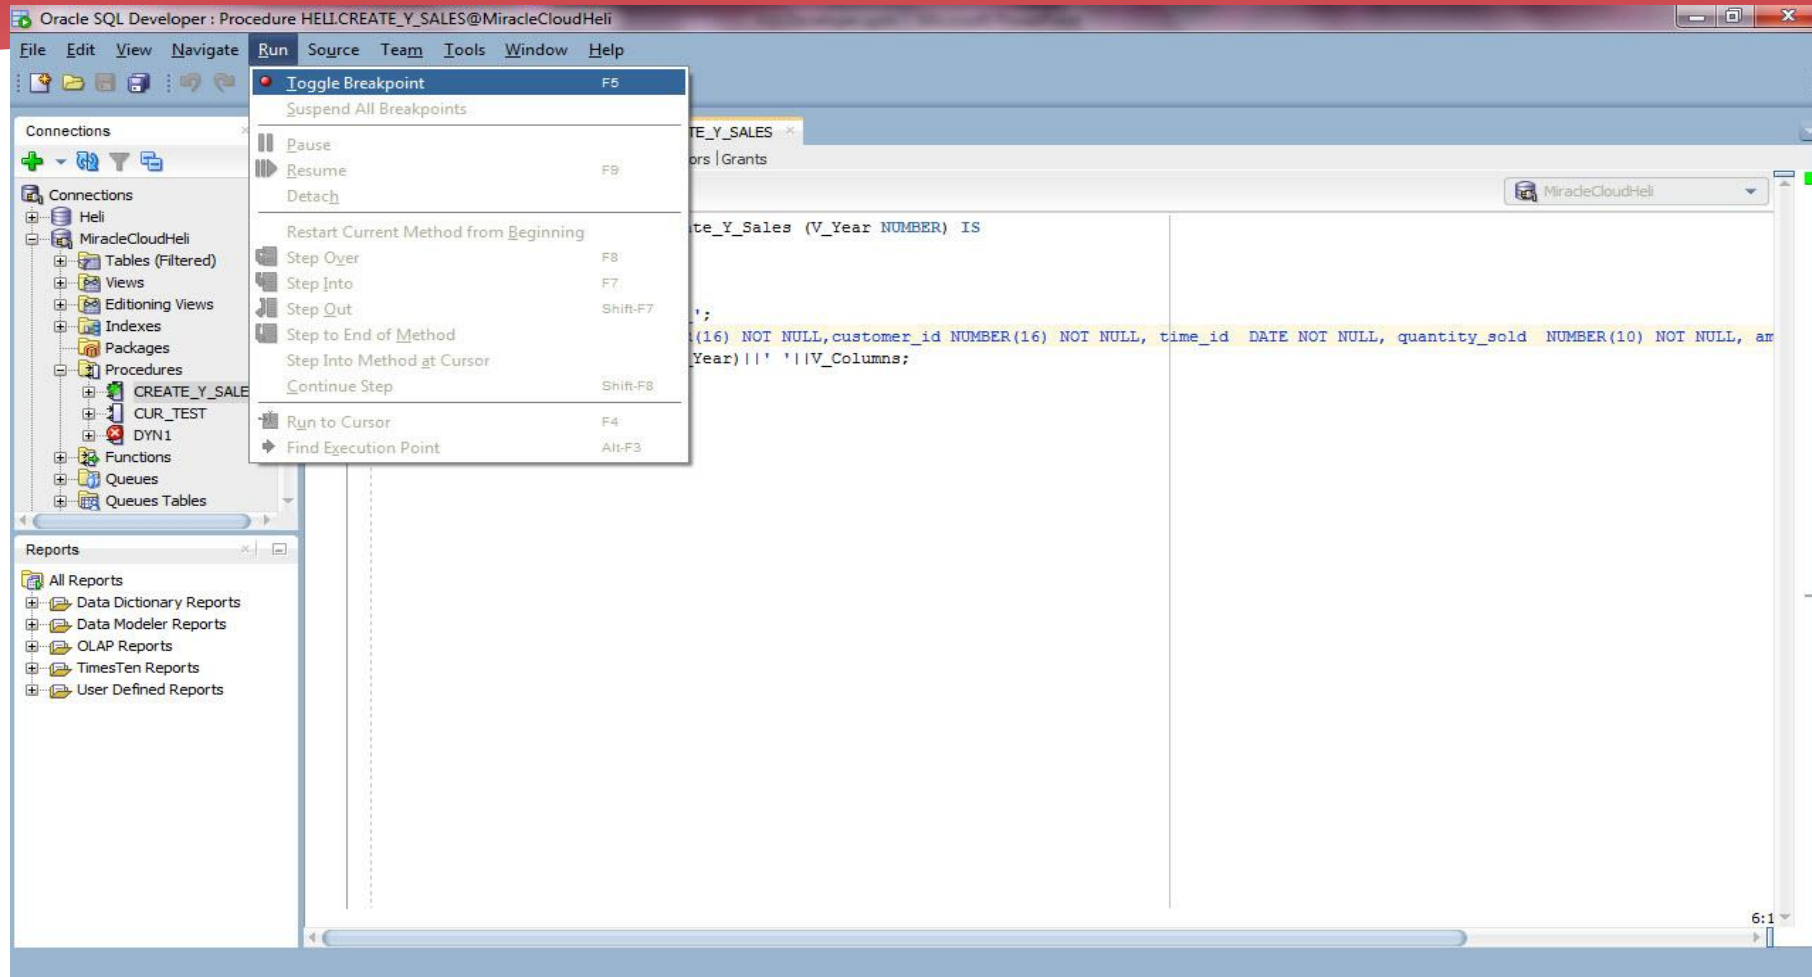 Oracle SQL Developer : Procedure HELI.CREATE_Y_SALES@MiracleCloudHeli
File Edit View Navigate Run Source Team Tools Window Help
Toggle Breakpoint F5
Suspend All Breakpoints
Pause
Resume F9
Detach
Restart Current Method from Beginning
Step Over F8
Step Into F7
Step Out Shift-F7
Step to End of Method
Step Into Method at Cursor
Continue Step Shift-F8
Run to Cursor F4
Find Execution Point Alt-F3
Connections
Connections
Heli
MiracleCloudHeli
Tables (Filtered)
Views
Editioning Views
Indexes
Packages
Procedures
CREATE_Y_SALE
CUR_TEST
DYN1
Functions
Queues
Queues Tables
Reports
All Reports
Data Dictionary Reports
Data Modeler Reports
OLAP Reports
TimesTen Reports
User Defined Reports
TE_Y_SALES
ors |Grants
MiracleCloudHeli
te_Y_Sales (V_Year NUMBER) IS
';
(16) NOT NULL,customer_id NUMBER(16) NOT NULL, time_id DATE NOT NULL, quantity_sold NUMBER(10) NOT NULL, am
_Year)||' '||V_Columns;
6:1